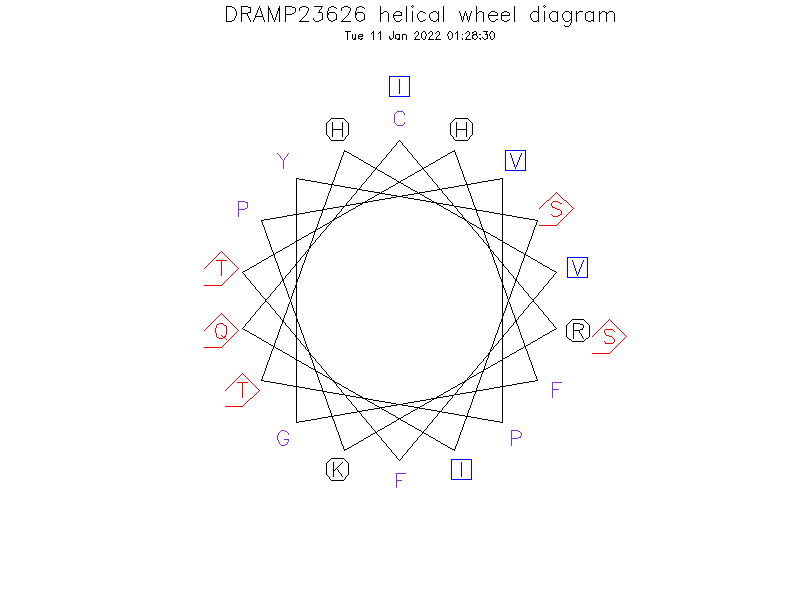 DRAMP23626 helical wheel diagram
Tue 11 Jan 2022 01:28:30
I
C
H H
Y V
P S
T V
Q R S
T F
G P
K I
F